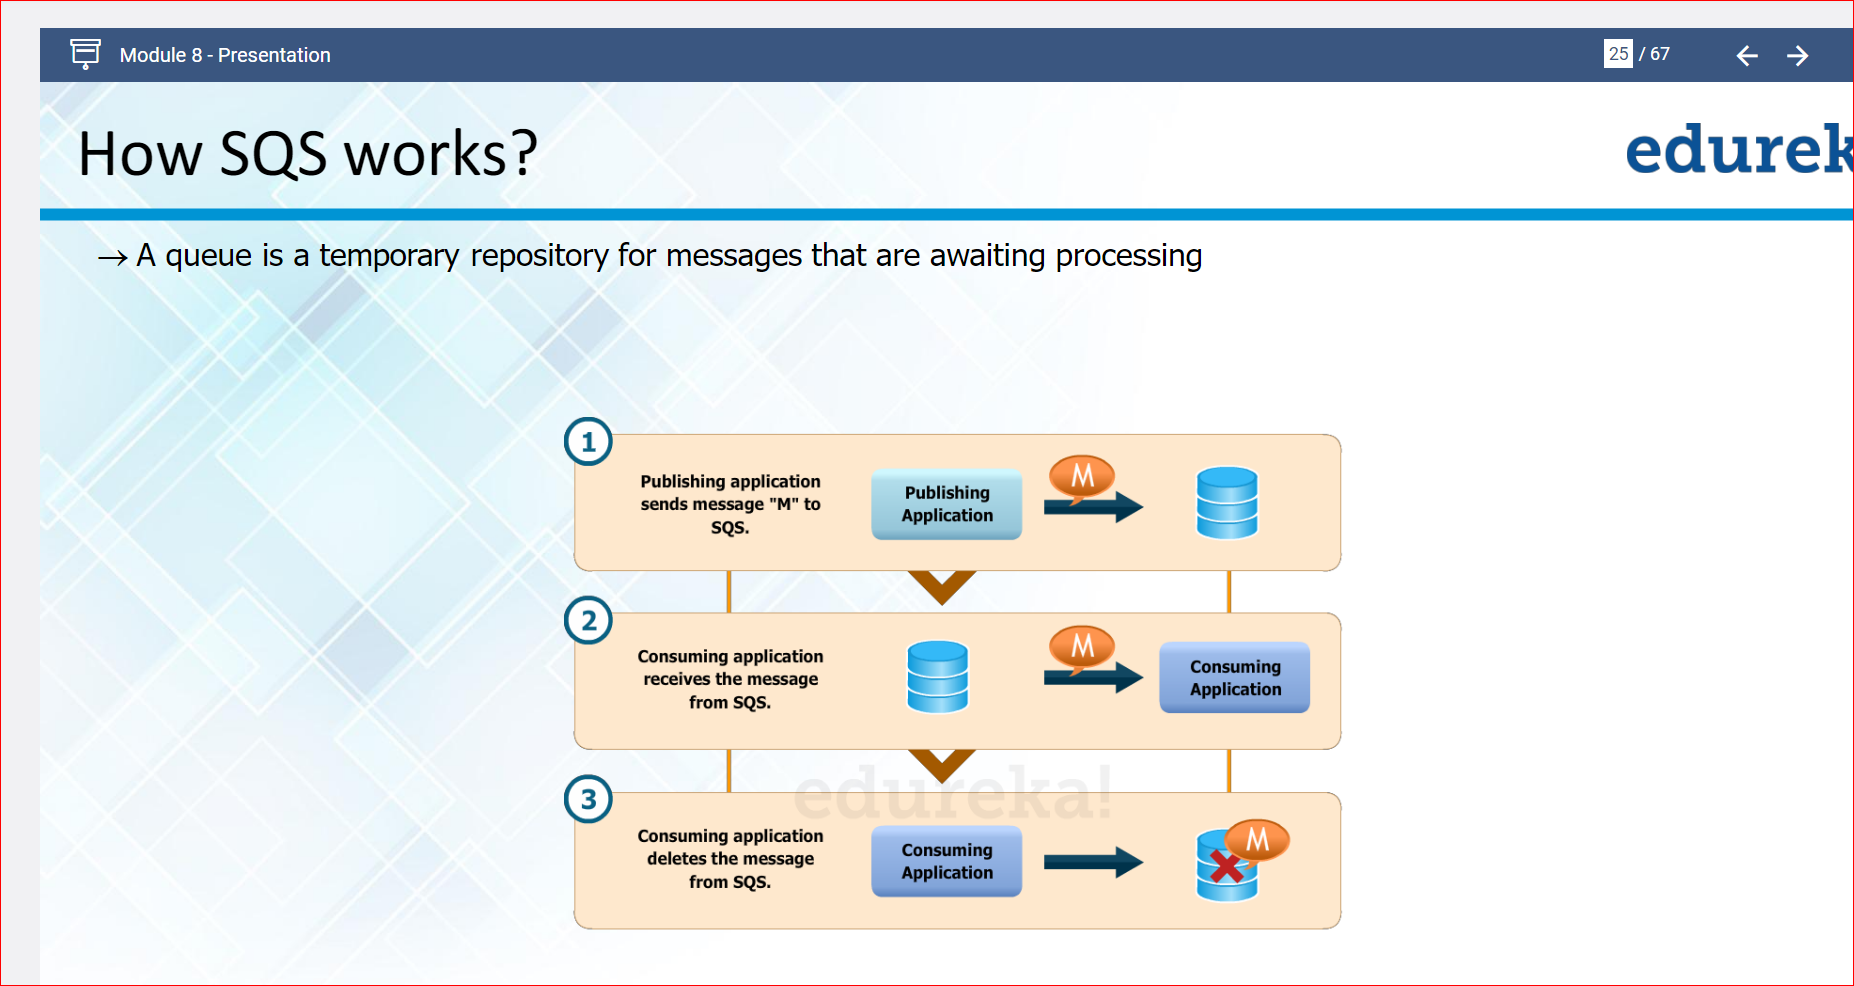 Module 8 - Presentation
25 / 67
How SQS works?
edurek
→ A queue is a temporary repository for messages that are awaiting processing
1
Publishing application
sends message "M" to
SQS.
Publishing
Application
M
2
Consuming application
receives the message
from SQS.
M
Consuming
Application
edureka!
3
Consuming application
deletes the message
from SQS.
Consuming
Application
M